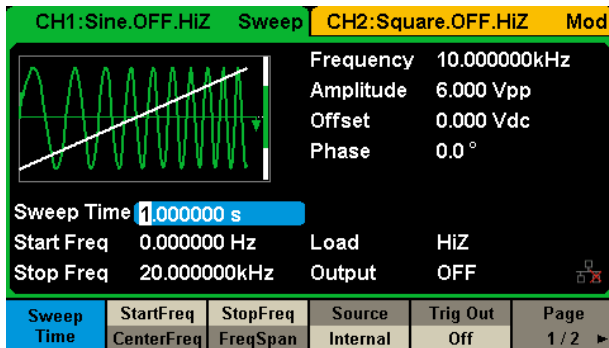 CH1:Sine.OFF.HiZ Sweep CH2:Square.OFF.HiZ Mod
Frequency 10.000000kHz
Amplitude 6.000 Vpp
Offset 0.000 Vdc
Phase 0.0 °
Sweep Time 1.000000 s
Start Freq 0.000000 Hz Load HiZ
Stop Freq 20.000000kHz Output OFF
Sweep Time StartFreq CenterFreq StopFreq FreqSpan Source Internal Trig Out Off Page 1/2 ►